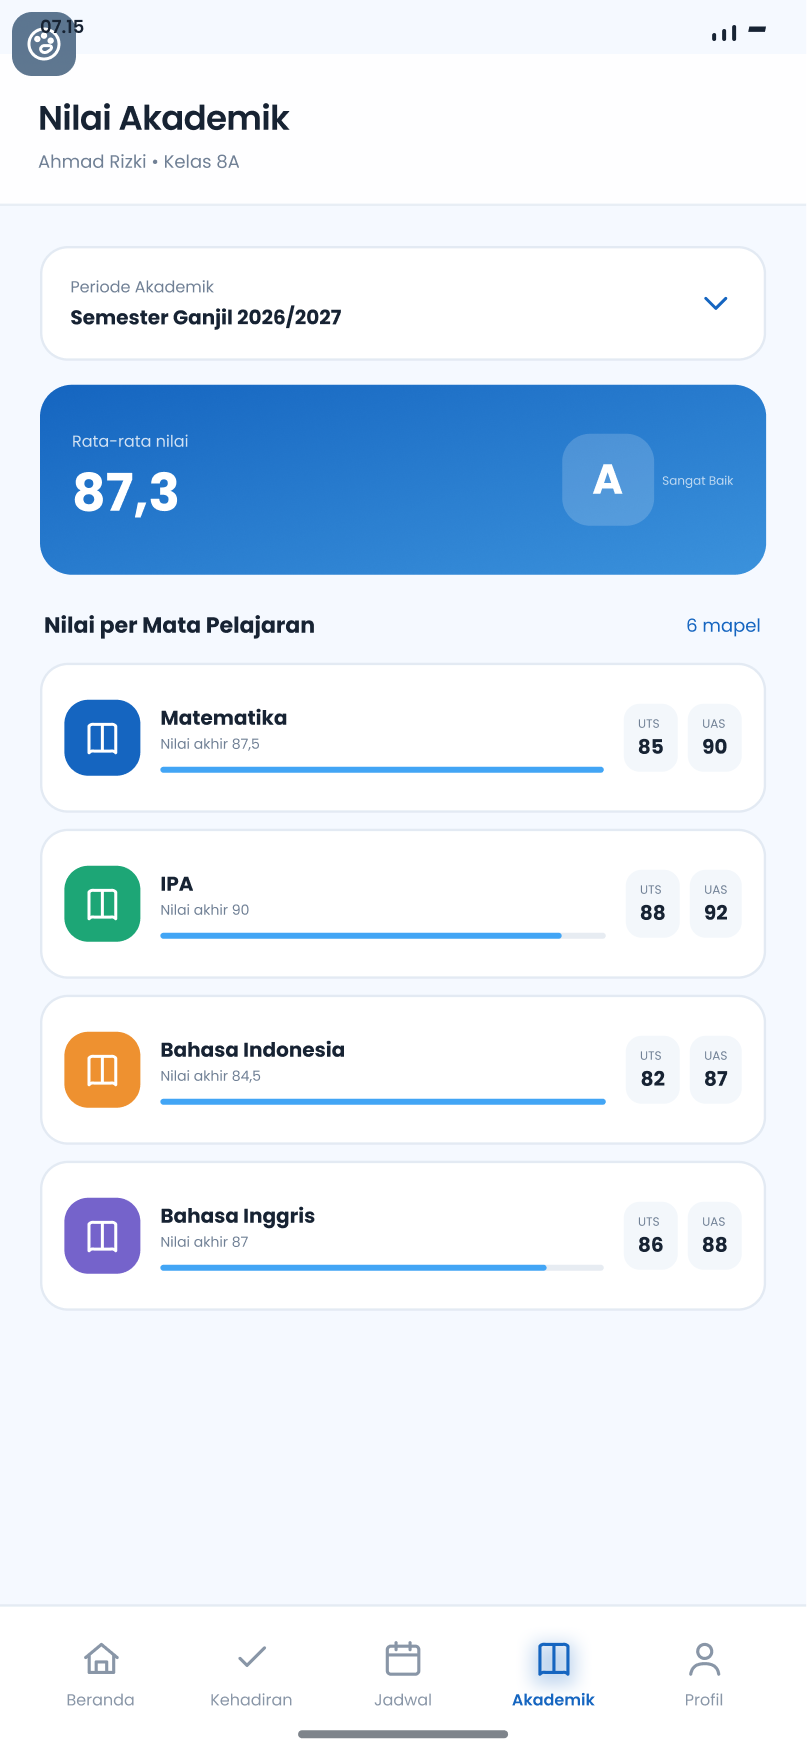 07.15
Nilai Akademik
Ahmad Rizki • Kelas 8A
Periode Akademik
Semester Ganjil 2026/2027
Rata-rata nilai
87,3
A
Sangat Baik
Nilai per Mata Pelajaran
6 mapel
Matematika
Nilai akhir 87,5
UTS
85
UAS
90
IPA
Nilai akhir 90
UTS
88
UAS
92
Bahasa Indonesia
Nilai akhir 84,5
UTS
82
UAS
87
Bahasa Inggris
Nilai akhir 87
UTS
86
UAS
88
Beranda
Kehadiran
Jadwal
Akademik
Profil